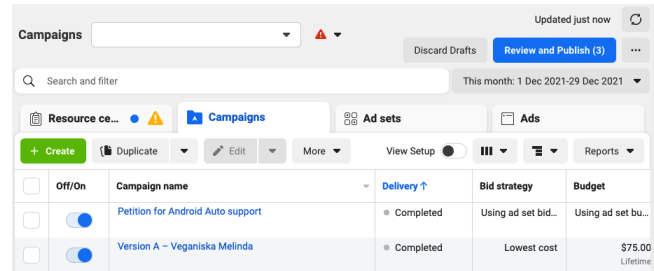 Updated just now
Campaigns
Discard Drafts
Review and Publish (3)
Search and filter
This month: 1 Dec 2021-29 Dec 2021
Resource ce...
Campaigns
Ad sets
Ads
+ Create
Duplicate
Edit
More
View Setup
Reports
Off/On
Campaign name
Delivery ↑
Bid strategy
Budget
Petition for Android Auto support
Completed
Using ad set bid...
Using ad set bu...
Version A – Veganiska Melinda
Completed
Lowest cost
$75.00
Lifetime